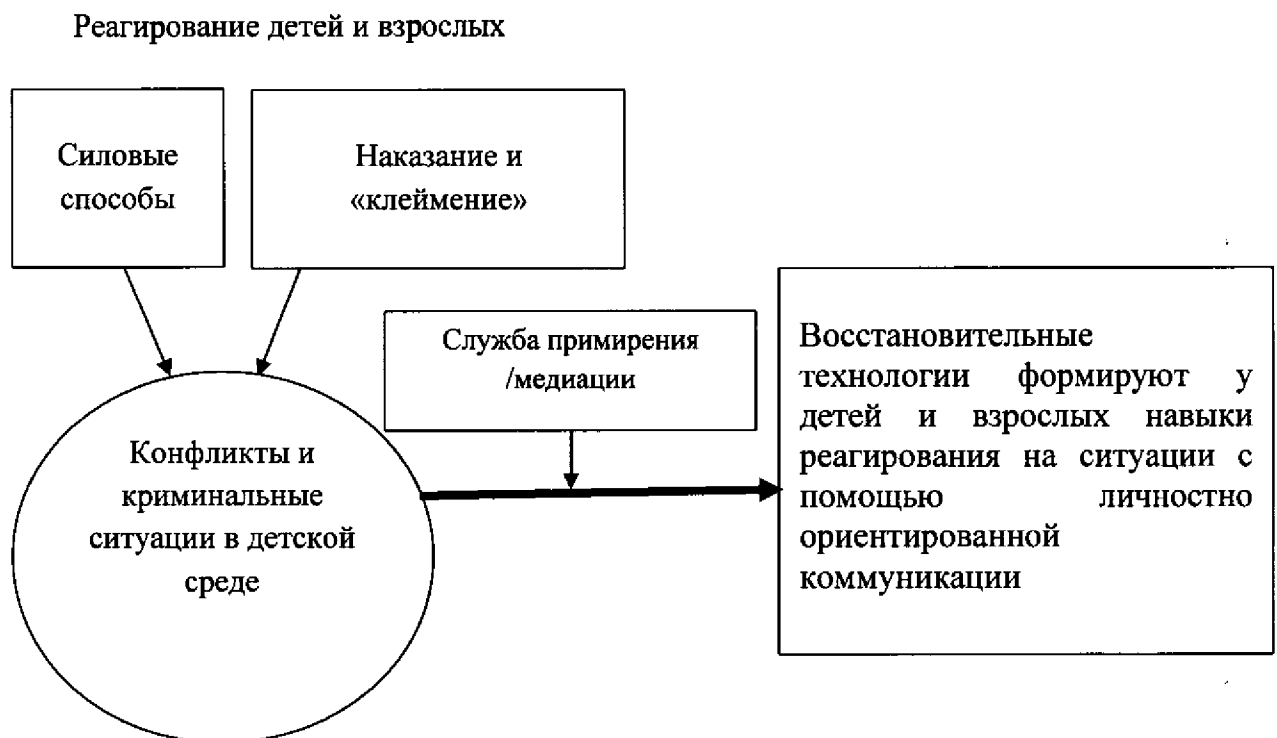 Реагирование детей и взрослых
Силовые
способы
Наказание и
«клеймение»
Служба примирения
/медиации
Конфликты и
криминальные
ситуации в детской
среде
Восстановительные
технологии формируют у
детей и взрослых навыки
реагирования на ситуации с
помощью личностно
ориентированной
коммуникации